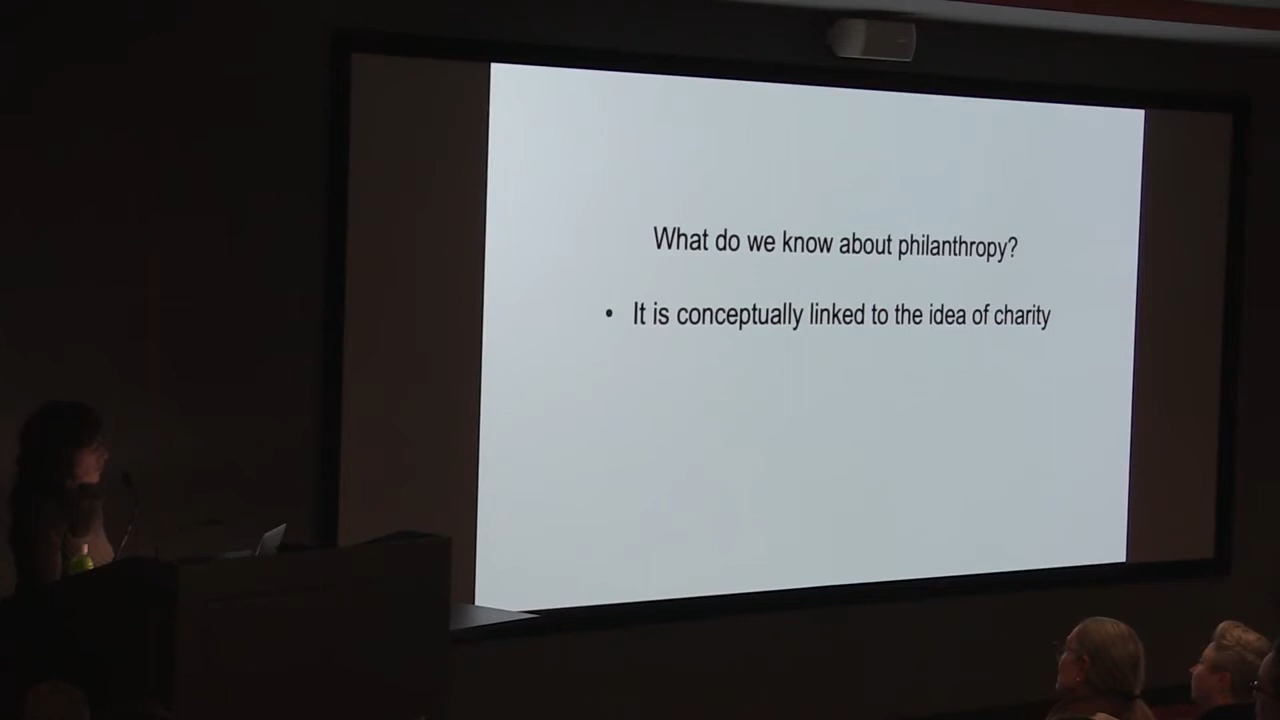 What do we know about philanthropy?
• It is conceptually linked to the idea of charity